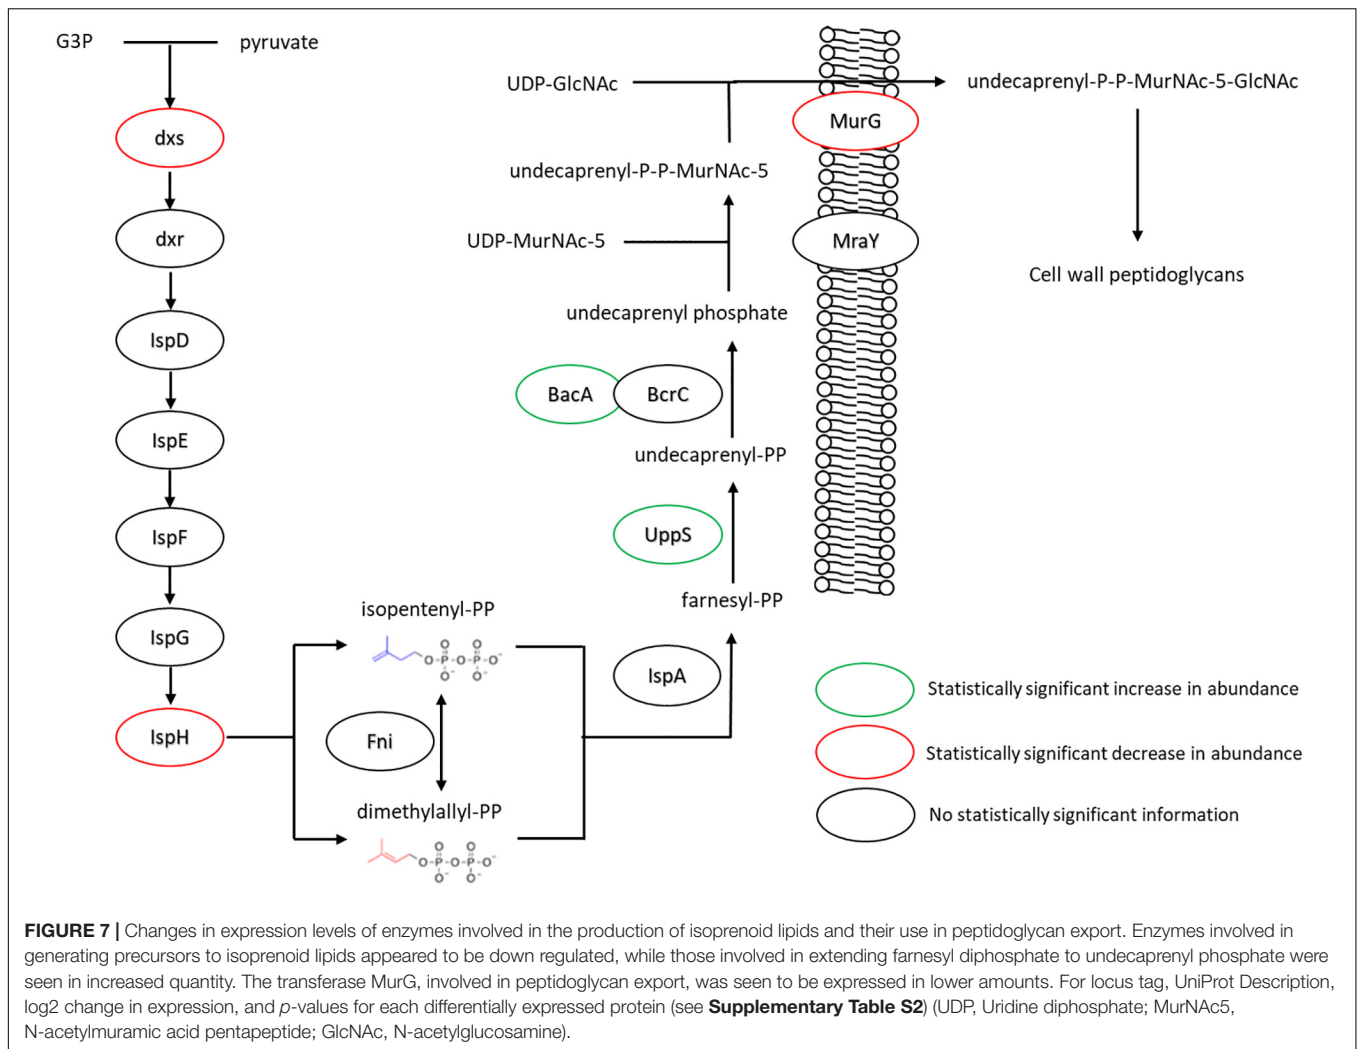 G3P
pyruvate
dxs
dxr
IspD
IspE
IspF
IspG
IspH
isopentenyl-PP
O O
O-P-O-P-O⁻
O⁻ O⁻
Fni
dimethylallyl-PP
O O
O-P-O-P-O⁻
O⁻ O⁻
IspA
farnesyl-PP
UppS
undecaprenyl-PP
BacA
BcrC
undecaprenyl phosphate
UDP-MurNAc-5
undecaprenyl-P-P-MurNAc-5
UDP-GlcNAc
MurG
MraY
undecaprenyl-P-P-MurNAc-5-GlcNAc
Cell wall peptidoglycans
Statistically significant increase in abundance
Statistically significant decrease in abundance
No statistically significant information
FIGURE 7 | Changes in expression levels of enzymes involved in the production of isoprenoid lipids and their use in peptidoglycan export. Enzymes involved in
generating precursors to isoprenoid lipids appeared to be down regulated, while those involved in extending farnesyl diphosphate to undecaprenyl phosphate were
seen in increased quantity. The transferase MurG, involved in peptidoglycan export, was seen to be expressed in lower amounts. For locus tag, UniProt Description,
log2 change in expression, and p-values for each differentially expressed protein (see Supplementary Table S2) (UDP, Uridine diphosphate; MurNAc5,
N-acetylmuramic acid pentapeptide; GlcNAc, N-acetylglucosamine).